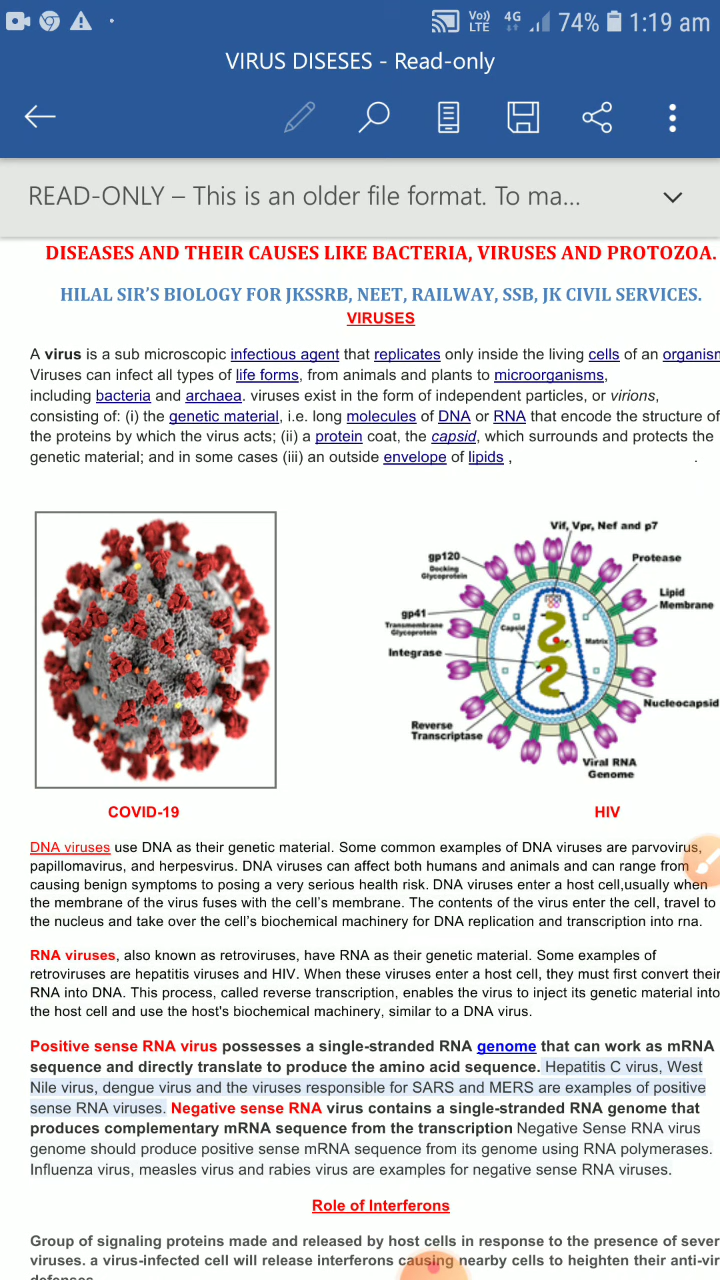 Vo)) LTE 4G 74% 1:19 am
VIRUS DISESES - Read-only
READ-ONLY – This is an older file format. To ma...
DISEASES AND THEIR CAUSES LIKE BACTERIA, VIRUSES AND PROTOZOA.
HILAL SIR'S BIOLOGY FOR JKSSRB, NEET, RAILWAY, SSB, JK CIVIL SERVICES.
VIRUSES
A virus is a sub microscopic infectious agent that replicates only inside the living cells of an organism
Viruses can infect all types of life forms, from animals and plants to microorganisms,
including bacteria and archaea. viruses exist in the form of independent particles, or virions,
consisting of: (i) the genetic material, i.e. long molecules of DNA or RNA that encode the structure of
the proteins by which the virus acts; (ii) a protein coat, the capsid, which surrounds and protects the
genetic material; and in some cases (iii) an outside envelope of lipids , .
Vif, Vpr, Nef and p7
gp120
Docking
Glycoprotein
Protease
Lipid
Membrane
gp41
Transmembrane
Glycoprotein
Capsid
Matrix
Integrase
Nucleocapsid
Reverse
Transcriptase
Viral RNA
Genome
COVID-19
HIV
DNA viruses use DNA as their genetic material. Some common examples of DNA viruses are parvovirus,
papillomavirus, and herpesvirus. DNA viruses can affect both humans and animals and can range from
causing benign symptoms to posing a very serious health risk. DNA viruses enter a host cell,usually when
the membrane of the virus fuses with the cell's membrane. The contents of the virus enter the cell, travel to
the nucleus and take over the cell's biochemical machinery for DNA replication and transcription into rna.
RNA viruses, also known as retroviruses, have RNA as their genetic material. Some examples of
retroviruses are hepatitis viruses and HIV. When these viruses enter a host cell, they must first convert their
RNA into DNA. This process, called reverse transcription, enables the virus to inject its genetic material into
the host cell and use the host's biochemical machinery, similar to a DNA virus.
Positive sense RNA virus possesses a single-stranded RNA genome that can work as mRNA
sequence and directly translate to produce the amino acid sequence. Hepatitis C virus, West
Nile virus, dengue virus and the viruses responsible for SARS and MERS are examples of positive
sense RNA viruses. Negative sense RNA virus contains a single-stranded RNA genome that
produces complementary mRNA sequence from the transcription Negative Sense RNA virus
genome should produce positive sense mRNA sequence from its genome using RNA polymerases.
Influenza virus, measles virus and rabies virus are examples for negative sense RNA viruses.
Role of Interferons
Group of signaling proteins made and released by host cells in response to the presence of sever
viruses. a virus-infected cell will release interferons causing nearby cells to heighten their anti-vir